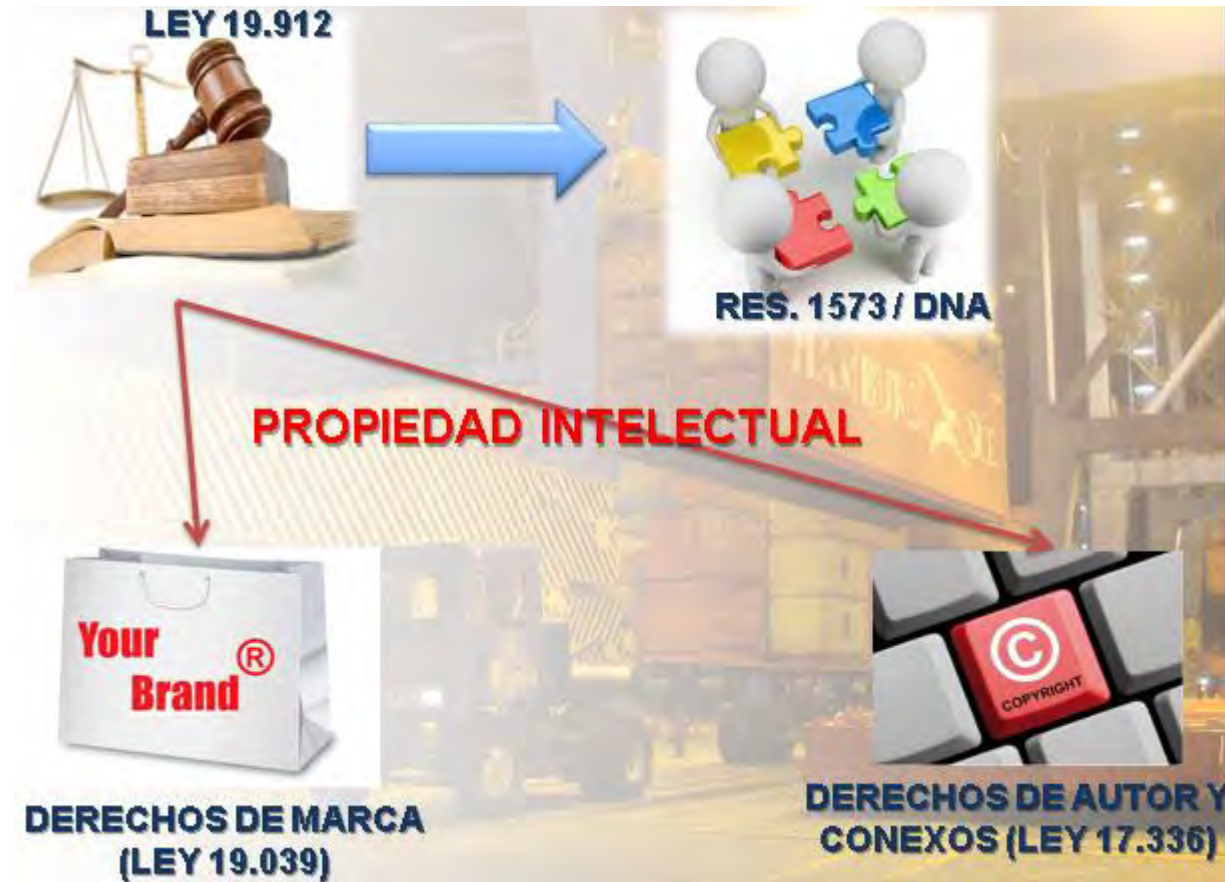 LEY 19.912
RES. 1573 / DNA
PROPIEDAD INTELECTUAL
Your
Brand®
©
COPYRIGHT
DERECHOS DE MARCA
(LEY 19.039)
DERECHOS DE AUTOR Y
CONEXOS (LEY 17.336)